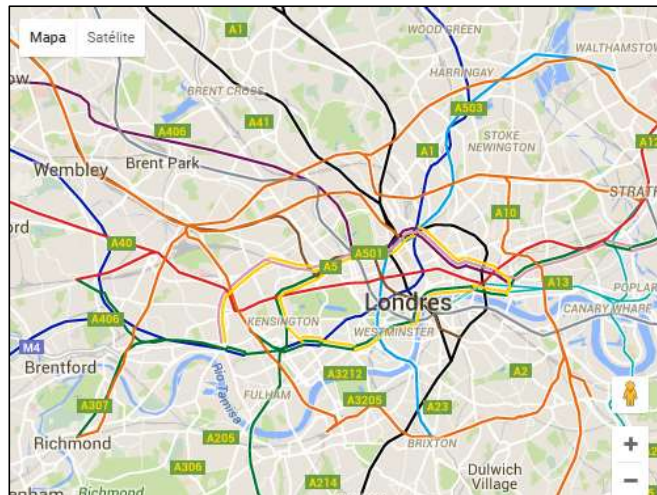 A1
WOOD GREEN
Mapa
Satélite
WALTHAMSTOW
HARRINGAY
BRENT CROSS
A503
A41
A406
A1
STOKE
NEWINGTON
A12
Brent Park
Wembley
STRATF
A10
A40
A501
A5
A13
POPLAR
Londres
A406
KENSINGTON
WESTMINSTER
CANARY WHARF
M4
Brentford
Rio Tamisa
A3212
A2
FULHAM
A3205
A307
A23
A205
Richmond
BRIXTON
A306
Dulwich
Village
A214
Richmond
+
−